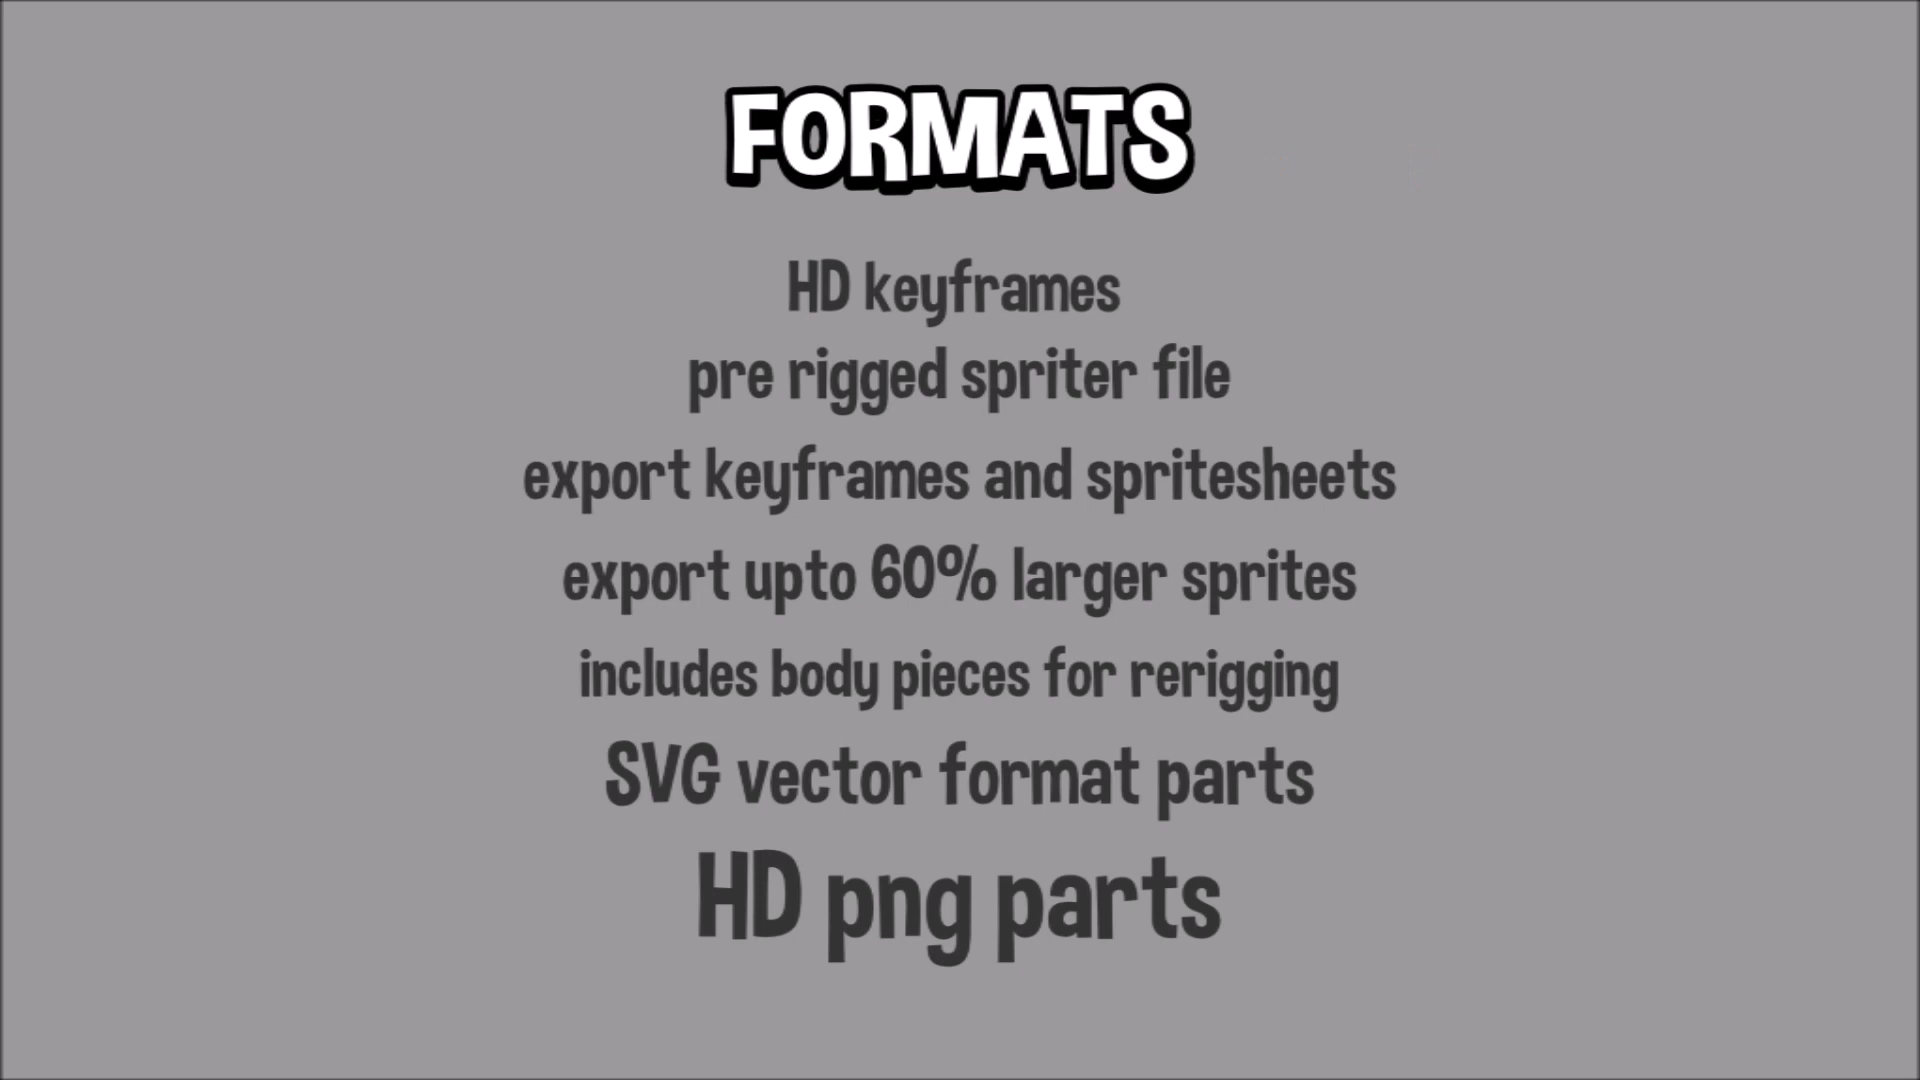 FORMATS
HD keyframes
pre rigged spriter file
export keyframes and spritesheets
export upto 60% larger sprites
includes body pieces for rerigging
SVG vector format parts
HD png parts